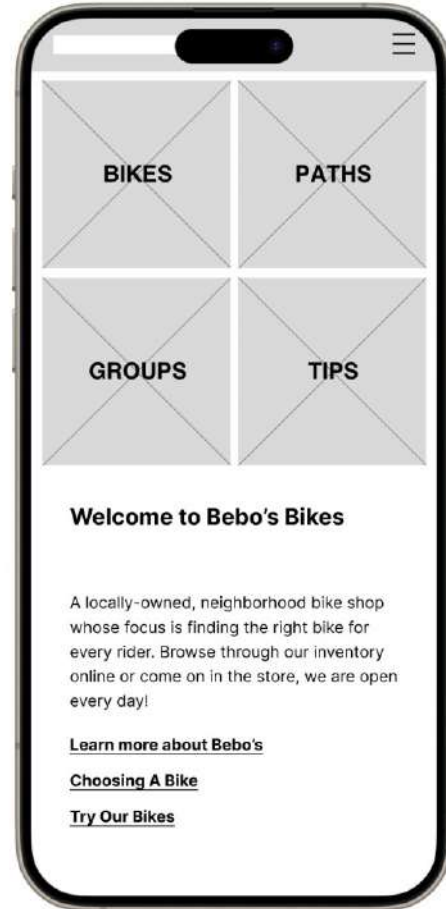 BIKES PATHS
GROUPS TIPS
Welcome to Bebo's Bikes
A locally-owned, neighborhood bike shop
whose focus is finding the right bike for
every rider. Browse through our inventory
online or come on in the store, we are open
every day!
Learn more about Bebo's
Choosing A Bike
Try Our Bikes